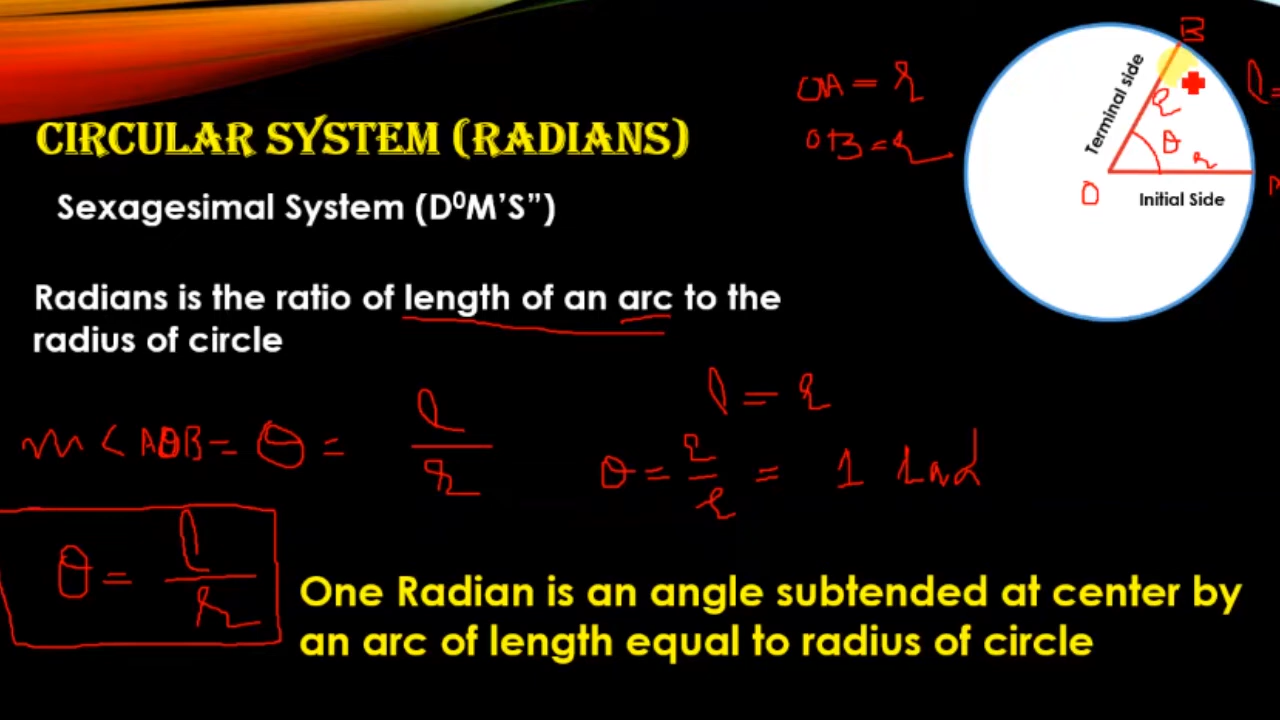 B
OA = r
l =
Terminal side
r
OB = r
θ
r
CIRCULAR SYSTEM (RADIANS)
O
Initial Side
Sexagesimal System (D⁰M’S”)
Radians is the ratio of length of an arc to the
radius of circle
l = r
m < AOB = θ = l/r
θ = r/r = 1 rad
θ = l/r
One Radian is an angle subtended at center by
an arc of length equal to radius of circle